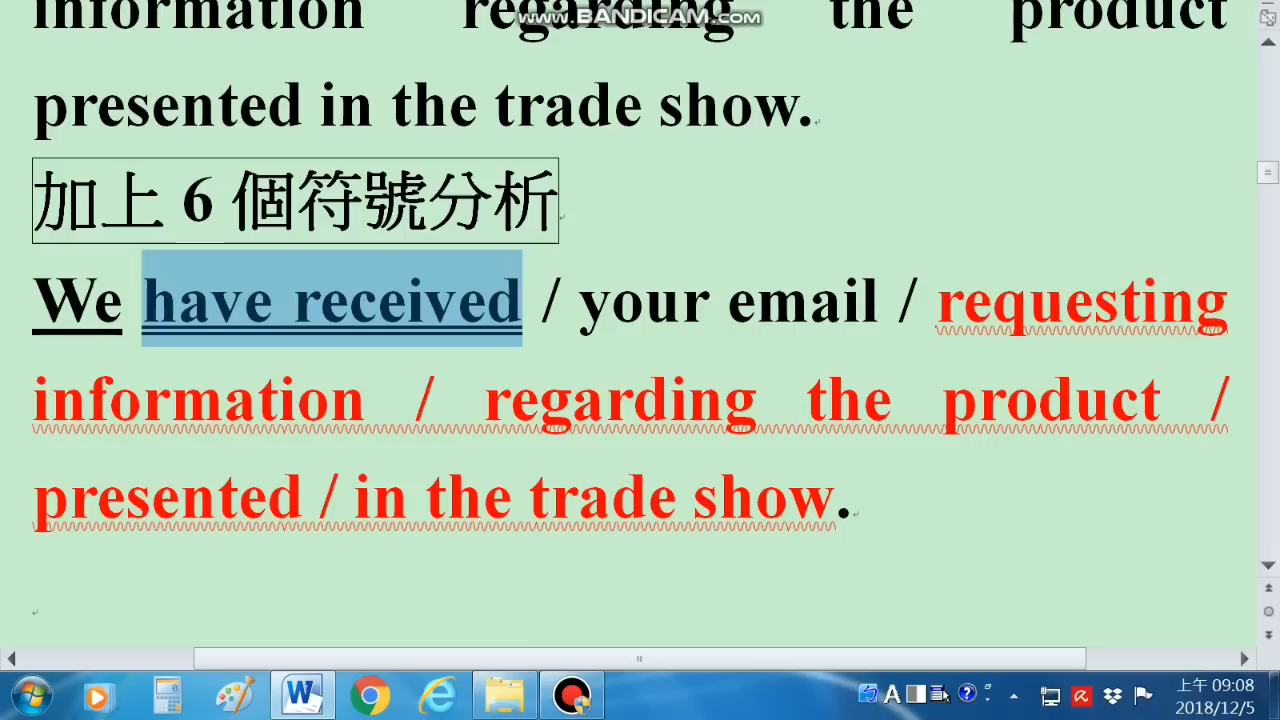 www.BANDICAM.com
information regarding the product
presented in the trade show.
加上 6 個符號分析
We have received / your email / requesting
information / regarding the product /
presented / in the trade show.
上午 09:08
2018/12/5